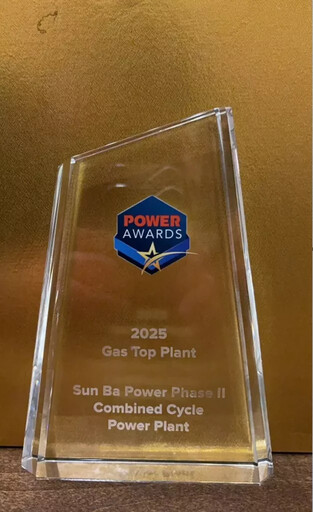 POWER
AWARDS
2025
Gas Top Plant
Sun Ba Power Phase II
Combined Cycle
Power Plant